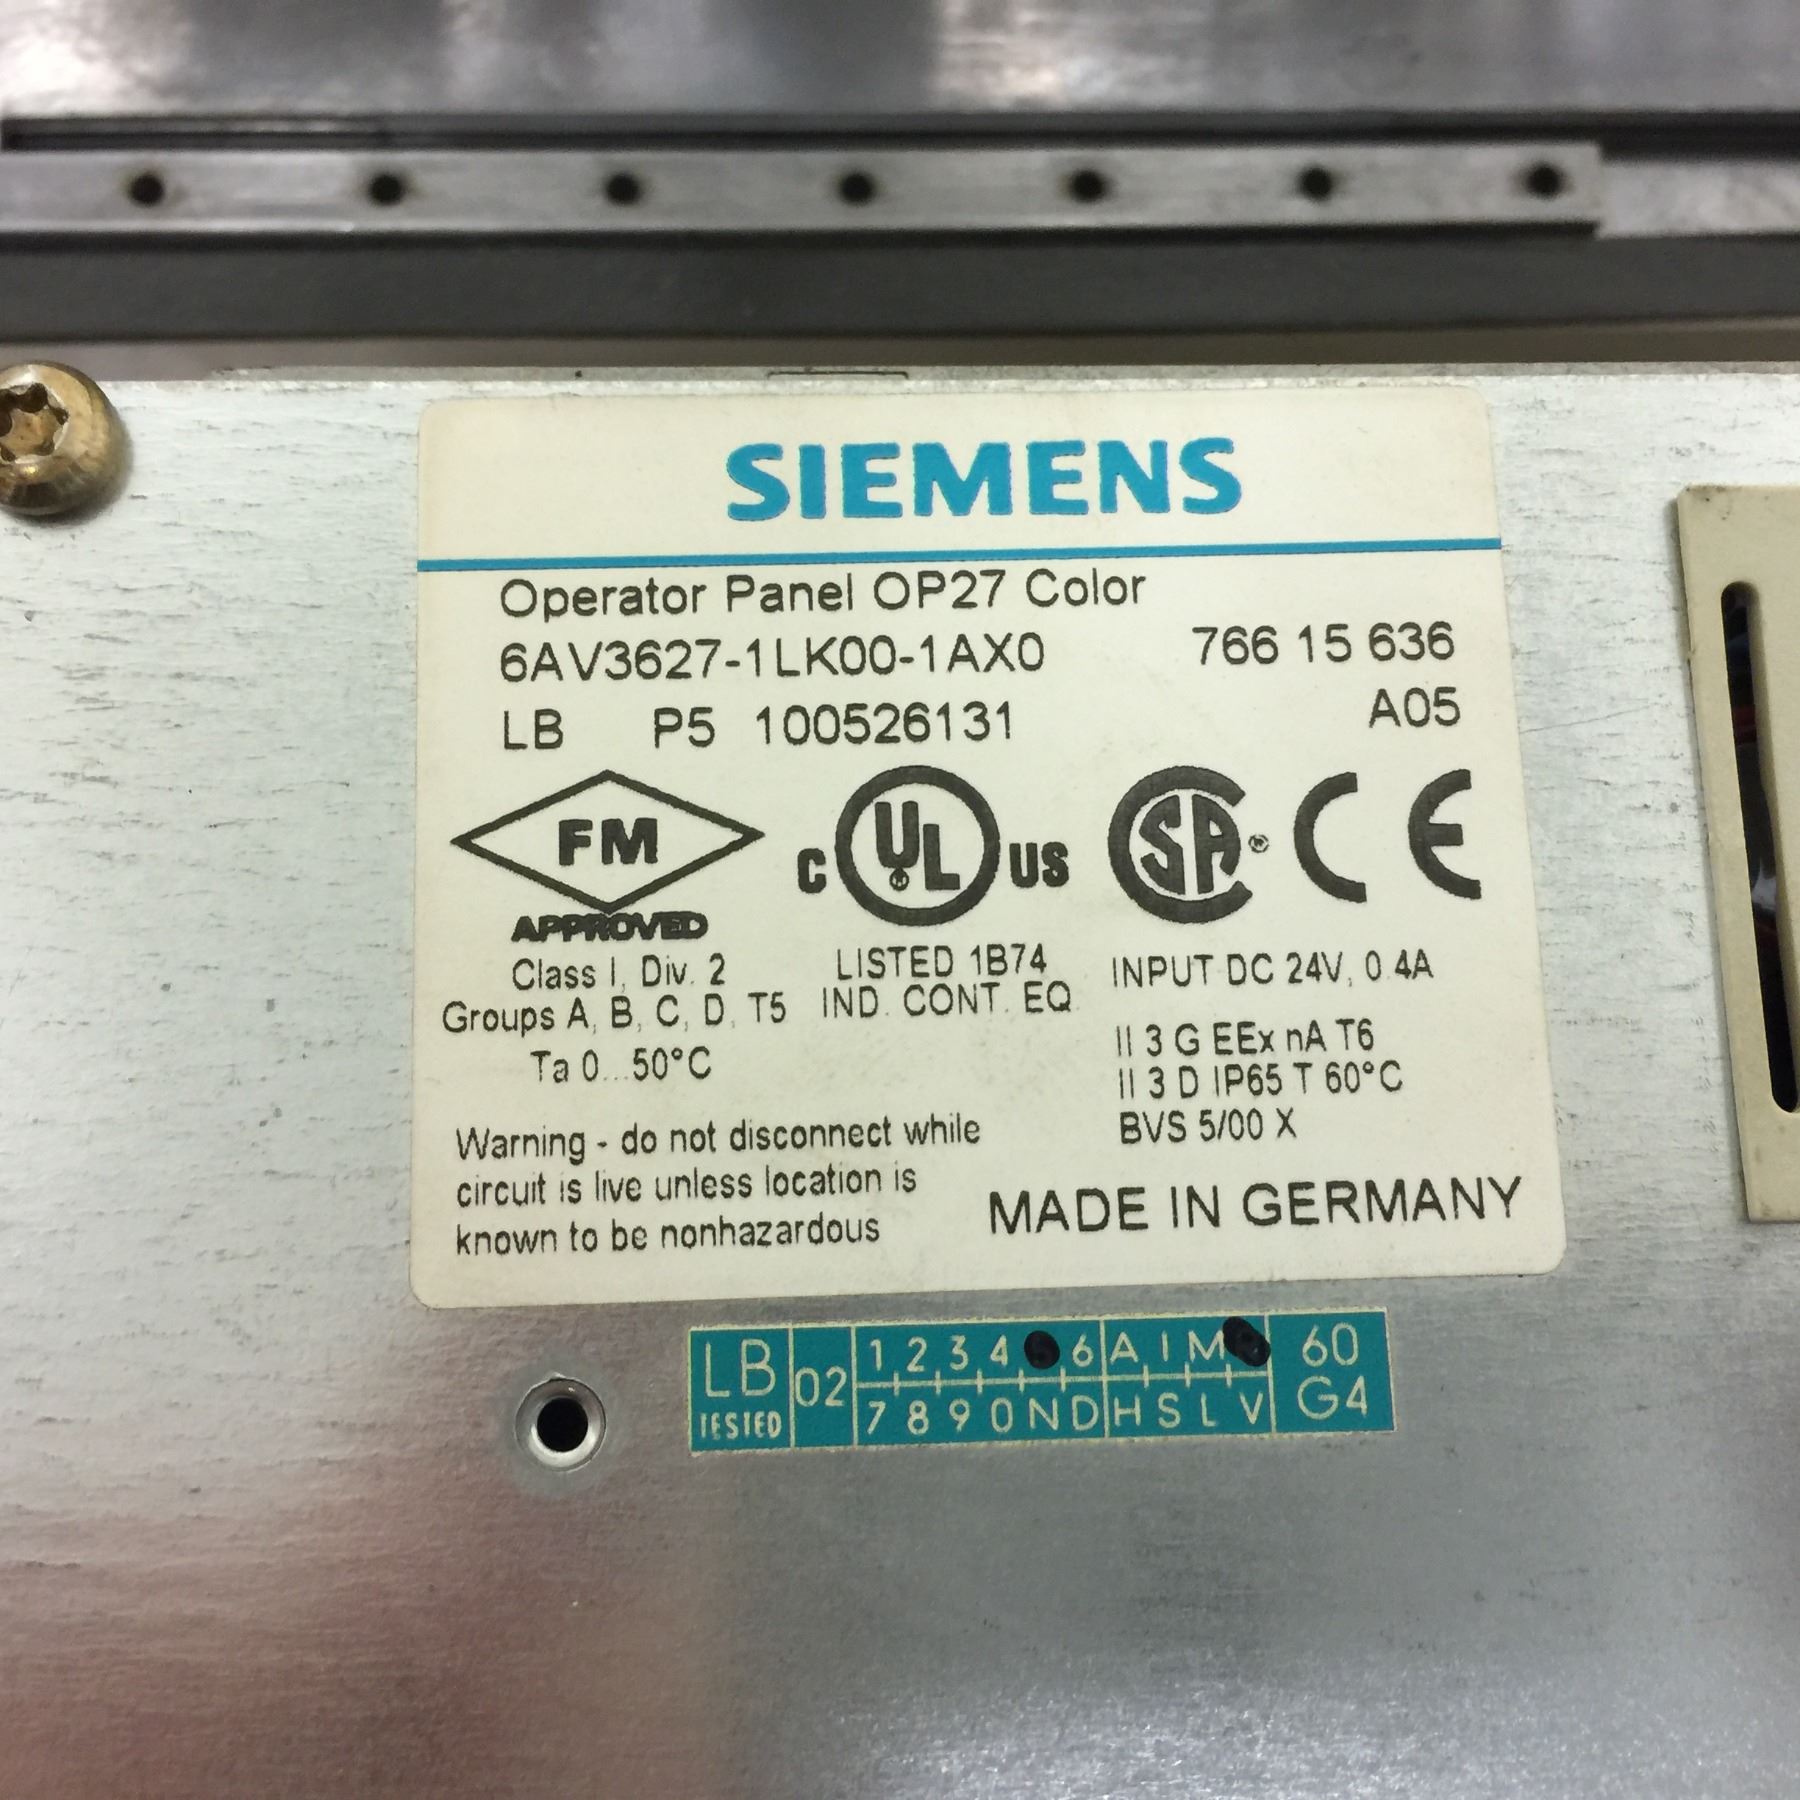 SIEMENS
Operator Panel OP27 Color
6AV3627-1LK00-1AX0 766 15 636
LB P5 100526131 A05
FM
APPROVED
C UL US
SA
CE
Class I, Div. 2
Groups A, B, C, D, T5
Ta 0...50°C
LISTED 1B74
IND. CONT. EQ.
INPUT DC 24V, 0.4A
II 3 G EEx nA T6
II 3 D IP65 T 60°C
BVS 5/00 X
Warning - do not disconnect while
circuit is live unless location is
known to be nonhazardous
MADE IN GERMANY
LB
TESTED
02
1 2 3 4 6 A I M
7 8 9 0 N D H S L V
60
G4